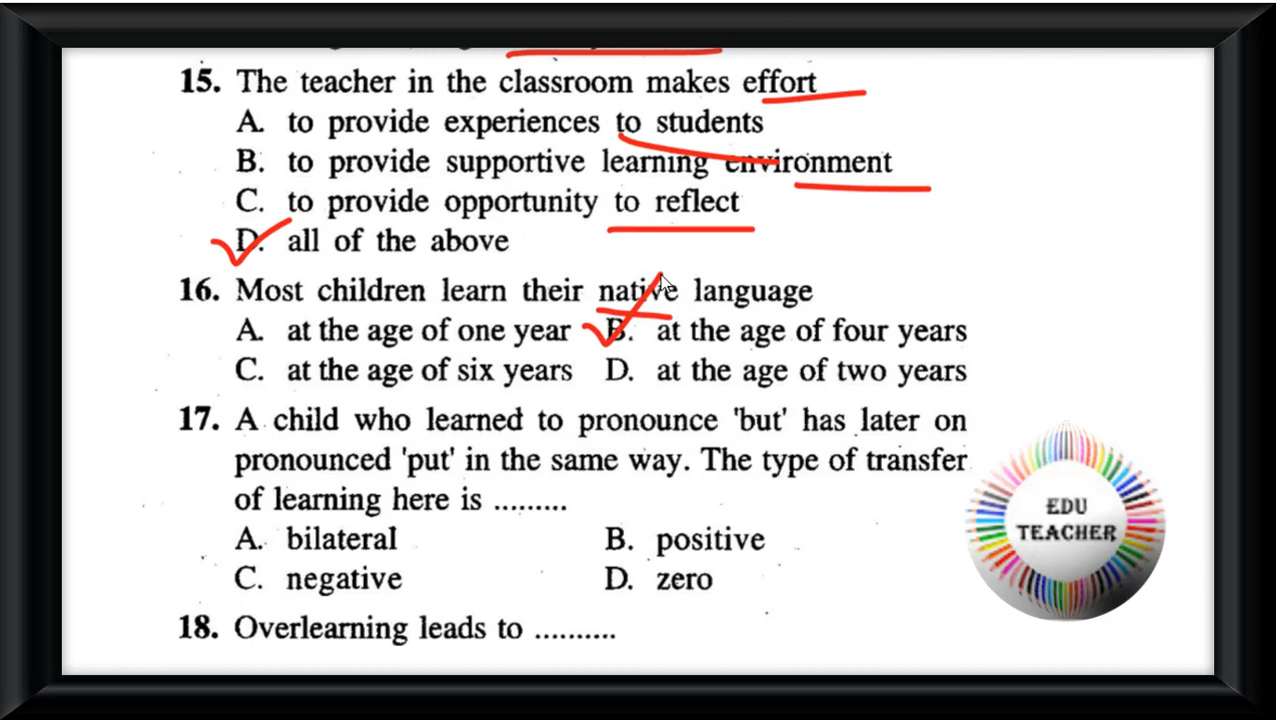 15. The teacher in the classroom makes effort
A. to provide experiences to students
B. to provide supportive learning environment
C. to provide opportunity to reflect
D. all of the above
16. Most children learn their native language
A. at the age of one year B. at the age of four years
C. at the age of six years D. at the age of two years
17. A child who learned to pronounce 'but' has later on
pronounced 'put' in the same way. The type of transfer
of learning here is .........
A. bilateral B. positive
C. negative D. zero
18. Overlearning leads to ..........
EDU
TEACHER